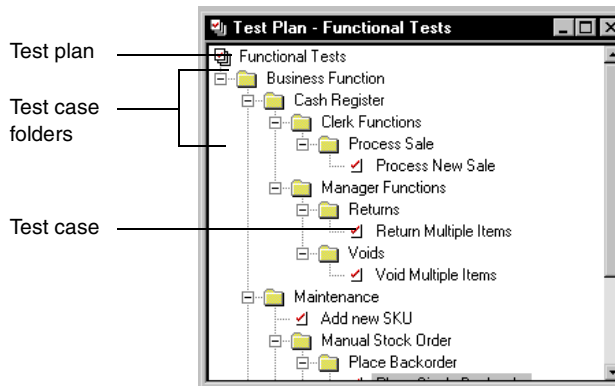 Test Plan - Functional Tests
Test plan
Functional Tests
Business Function
Test case
folders
Cash Register
Clerk Functions
Process Sale
Process New Sale
Manager Functions
Returns
Test case
Return Multiple Items
Voids
Void Multiple Items
Maintenance
Add new SKU
Manual Stock Order
Place Backorder